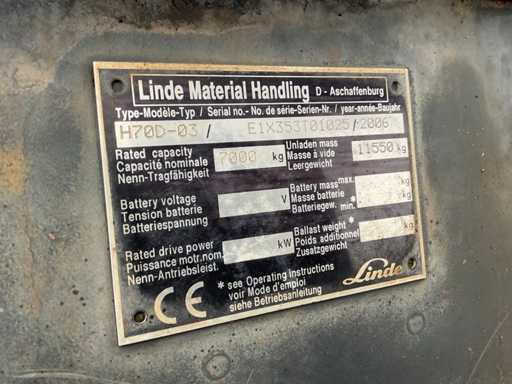 Linde Material Handling D - Aschaffenburg
Type-Modèle-Typ / Serial no.- No. de série-Serien-Nr. / year-année-Baujahr
H70D-03 / E1X353T01025/2006
Rated capacity
Capacité nominale 7000 kg
Nenn-Tragfähigkeit
Unladen mass
Masse à vide 11550 kg
Leergewicht
Battery voltage
Tension batterie V
Batteriespannung
Battery mass max. kg
Masse batterie *
Batteriegew. min. kg
Rated drive power
Puissance motr.nom. kW
Nenn-Antriebsleist.
Ballast weight *
Poids additionnel kg
Zusatzgewicht
CE
* see Operating Instructions
voir Mode d'emploi
siehe Betriebsanleitung
Linde